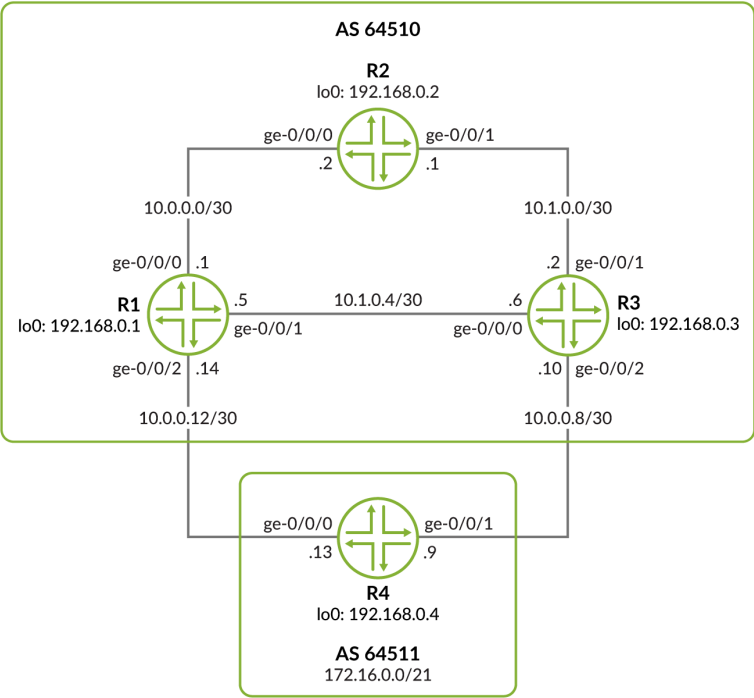 AS 64510
R2
lo0: 192.168.0.2
ge-0/0/0
ge-0/0/1
.2
.1
10.0.0.0/30
10.1.0.0/30
ge-0/0/0
.1
.2
ge-0/0/1
R1
lo0: 192.168.0.1
.5
10.1.0.4/30
.6
R3
lo0: 192.168.0.3
ge-0/0/1
ge-0/0/0
ge-0/0/2
.14
.10
ge-0/0/2
10.0.0.12/30
10.0.0.8/30
ge-0/0/0
ge-0/0/1
.13
.9
R4
lo0: 192.168.0.4
AS 64511
172.16.0.0/21